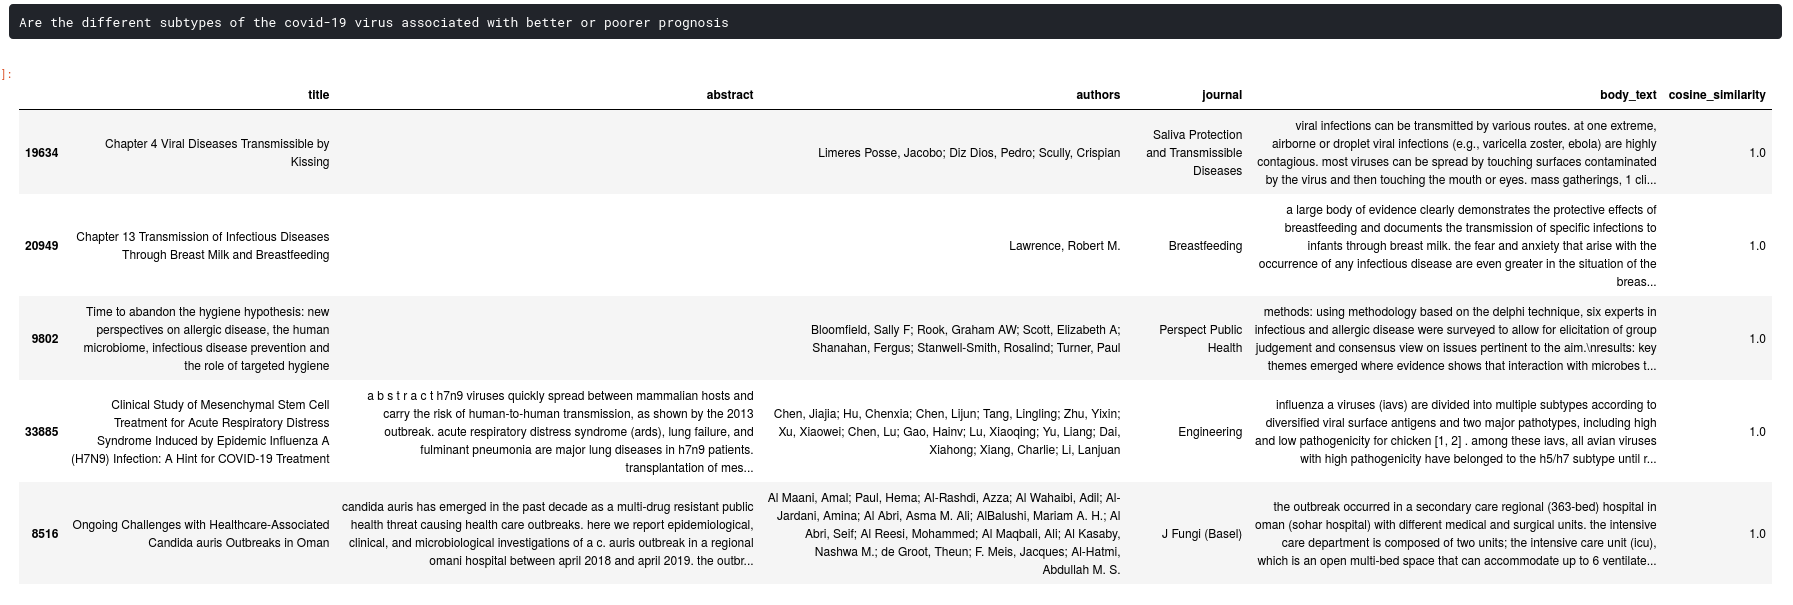 Are the different subtypes of the covid-19 virus associated with better or poorer prognosis
]:
title abstract authors journal body_text cosine_similarity
19634
Chapter 4 Viral Diseases Transmissible by
Kissing
Limeres Posse, Jacobo; Diz Dios, Pedro; Scully, Crispian
Saliva Protection
and Transmissible
Diseases
viral infections can be transmitted by various routes. at one extreme,
airborne or droplet viral infections (e.g., varicella zoster, ebola) are highly
contagious. most viruses can be spread by touching surfaces contaminated
by the virus and then touching the mouth or eyes. mass gatherings, 1 cli...
1.0
20949
Chapter 13 Transmission of Infectious Diseases
Through Breast Milk and Breastfeeding
Lawrence, Robert M.
Breastfeeding
a large body of evidence clearly demonstrates the protective effects of
breastfeeding and documents the transmission of specific infections to
infants through breast milk. the fear and anxiety that arise with the
occurrence of any infectious disease are even greater in the situation of the
breas...
1.0
9802
Time to abandon the hygiene hypothesis: new
perspectives on allergic disease, the human
microbiome, infectious disease prevention and
the role of targeted hygiene
Bloomfield, Sally F; Rook, Graham AW; Scott, Elizabeth A;
Shanahan, Fergus; Stanwell-Smith, Rosalind; Turner, Paul
Perspect Public
Health
methods: using methodology based on the delphi technique, six experts in
infectious and allergic disease were surveyed to allow for elicitation of group
judgement and consensus view on issues pertinent to the aim.\nresults: key
themes emerged where evidence shows that interaction with microbes t...
1.0
33885
Clinical Study of Mesenchymal Stem Cell
Treatment for Acute Respiratory Distress
Syndrome Induced by Epidemic Influenza A
(H7N9) Infection: A Hint for COVID-19 Treatment
a b s t r a c t h7n9 viruses quickly spread between mammalian hosts and
carry the risk of human-to-human transmission, as shown by the 2013
outbreak. acute respiratory distress syndrome (ards), lung failure, and
fulminant pneumonia are major lung diseases in h7n9 patients.
transplantation of mes...
Chen, Jiajia; Hu, Chenxia; Chen, Lijun; Tang, Lingling; Zhu, Yixin;
Xu, Xiaowei; Chen, Lu; Gao, Hainv; Lu, Xiaoqing; Yu, Liang; Dai,
Xiahong; Xiang, Charlie; Li, Lanjuan
Engineering
influenza a viruses (iavs) are divided into multiple subtypes according to
diversified viral surface antigens and two major pathotypes, including high
and low pathogenicity for chicken [1, 2] . among these iavs, all avian viruses
with high pathogenicity have belonged to the h5/h7 subtype until r...
1.0
8516
Ongoing Challenges with Healthcare-Associated
Candida auris Outbreaks in Oman
candida auris has emerged in the past decade as a multi-drug resistant public
health threat causing health care outbreaks. here we report epidemiological,
clinical, and microbiological investigations of a c. auris outbreak in a regional
omani hospital between april 2018 and april 2019. the outbr...
Al Maani, Amal; Paul, Hema; Al-Rashdi, Azza; Al Wahaibi, Adil; Al-
Jardani, Amina; Al Abri, Asma M. Ali; AlBalushi, Mariam A. H.; Al
Abri, Seif; Al Reesi, Mohammed; Al Maqbali, Ali; Al Kasaby,
Nashwa M.; de Groot, Theun; F. Meis, Jacques; Al-Hatmi,
Abdullah M. S.
J Fungi (Basel)
the outbreak occurred in a secondary care regional (363-bed) hospital in
oman (sohar hospital) with different medical and surgical units. the intensive
care department is composed of two units; the intensive care unit (icu),
which is an open multi-bed space that can accommodate up to 6 ventilate...
1.0